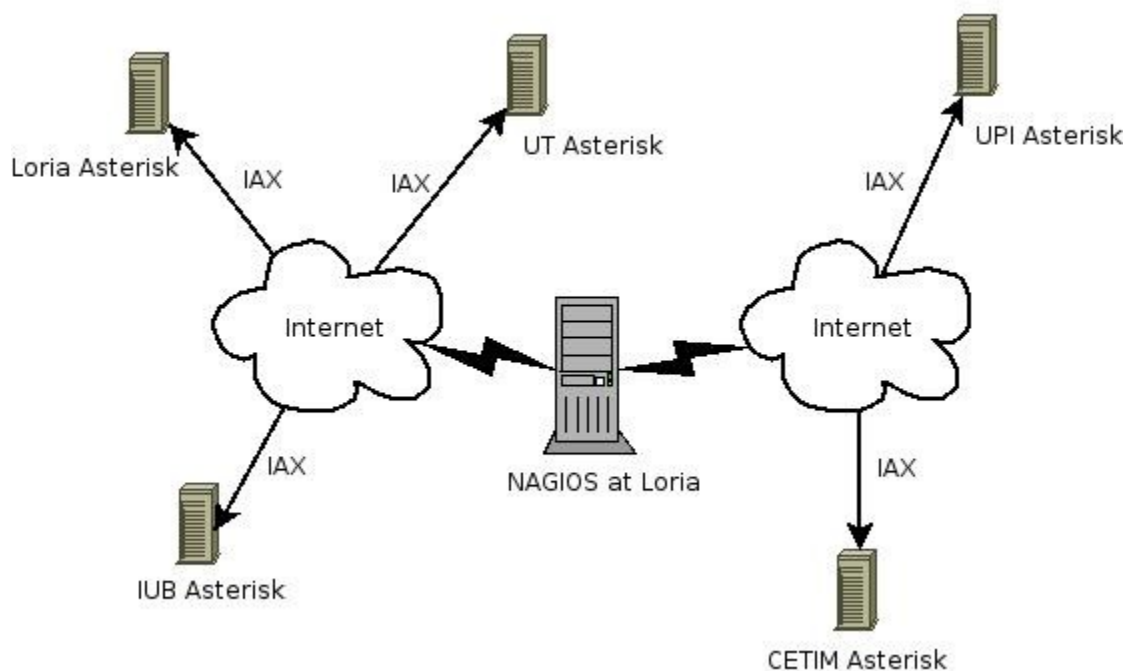 UPI Asterisk
UT Asterisk
Loria Asterisk
IAX
IAX
IAX
Internet
Internet
IAX
IAX
NAGIOS at Loria
IUB Asterisk
CETIM Asterisk